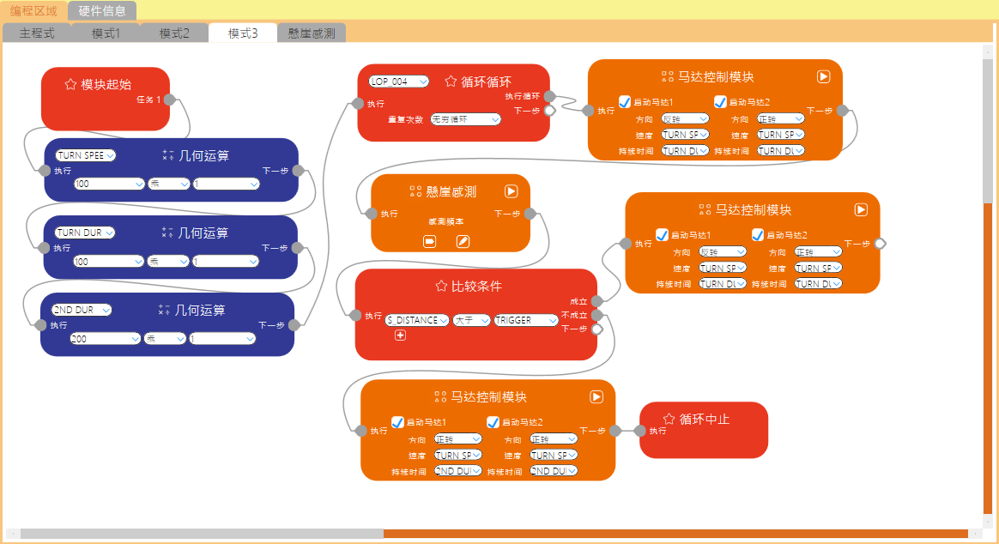 编程区域
硬件信息
主程式
模式1
模式2
模式3
懸崖感測
模块起始
任务 1
TURN SPEE
几何运算
执行
下一步
100
乘
1
TURN DUR
几何运算
执行
下一步
100
乘
1
2ND DUR
几何运算
执行
下一步
200
乘
1
LOP_004
循环循环
执行循环
执行
下一步
重复次数
无穷循环
马达控制模块
执行
启动马达1
启动马达2
下一步
方向
反转
方向
正转
速度
TURN SP
速度
TURN SP
持续时间
TURN DU
持续时间
TURN DU
懸崖感測
执行
下一步
感測頻率
马达控制模块
执行
启动马达1
启动马达2
下一步
方向
反转
方向
正转
速度
TURN SP
速度
TURN SP
持续时间
TURN DU
持续时间
TURN DU
比较条件
成立
执行
S_DISTANCE
大于
TRIGGER
不成立
下一步
马达控制模块
执行
启动马达1
启动马达2
下一步
方向
正转
方向
正转
速度
TURN SP
速度
TURN SP
持续时间
2ND DUI
持续时间
2ND DUI
循环中止
执行